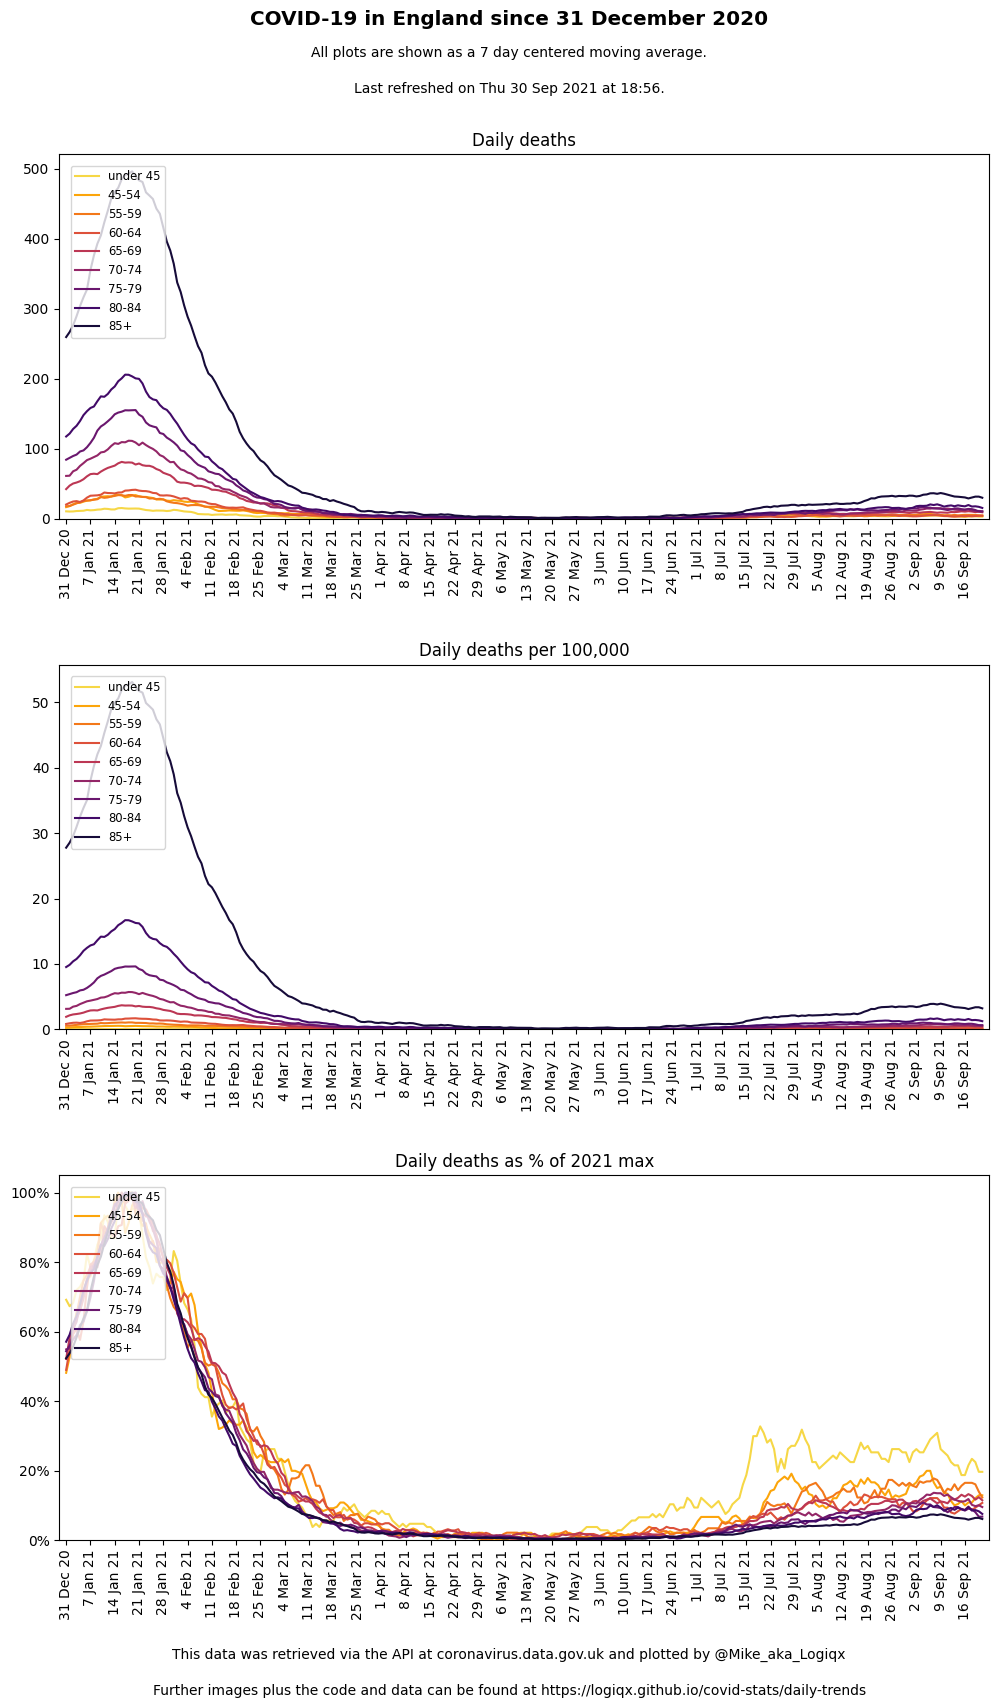 COVID-19 in England since 31 December 2020
All plots are shown as a 7 day centered moving average.
Last refreshed on Thu 30 Sep 2021 at 18:56.
Daily deaths
500
400
300
200
100
0
under 45
45-54
55-59
60-64
65-69
70-74
75-79
80-84
85+
31 Dec 20
7 Jan 21
14 Jan 21
21 Jan 21
28 Jan 21
4 Feb 21
11 Feb 21
18 Feb 21
25 Feb 21
4 Mar 21
11 Mar 21
18 Mar 21
25 Mar 21
1 Apr 21
8 Apr 21
15 Apr 21
22 Apr 21
29 Apr 21
6 May 21
13 May 21
20 May 21
27 May 21
3 Jun 21
10 Jun 21
17 Jun 21
24 Jun 21
1 Jul 21
8 Jul 21
15 Jul 21
22 Jul 21
29 Jul 21
5 Aug 21
12 Aug 21
19 Aug 21
26 Aug 21
2 Sep 21
9 Sep 21
16 Sep 21
Daily deaths per 100,000
50
40
30
20
10
0
under 45
45-54
55-59
60-64
65-69
70-74
75-79
80-84
85+
31 Dec 20
7 Jan 21
14 Jan 21
21 Jan 21
28 Jan 21
4 Feb 21
11 Feb 21
18 Feb 21
25 Feb 21
4 Mar 21
11 Mar 21
18 Mar 21
25 Mar 21
1 Apr 21
8 Apr 21
15 Apr 21
22 Apr 21
29 Apr 21
6 May 21
13 May 21
20 May 21
27 May 21
3 Jun 21
10 Jun 21
17 Jun 21
24 Jun 21
1 Jul 21
8 Jul 21
15 Jul 21
22 Jul 21
29 Jul 21
5 Aug 21
12 Aug 21
19 Aug 21
26 Aug 21
2 Sep 21
9 Sep 21
16 Sep 21
Daily deaths as % of 2021 max
100%
80%
60%
40%
20%
0%
under 45
45-54
55-59
60-64
65-69
70-74
75-79
80-84
85+
31 Dec 20
7 Jan 21
14 Jan 21
21 Jan 21
28 Jan 21
4 Feb 21
11 Feb 21
18 Feb 21
25 Feb 21
4 Mar 21
11 Mar 21
18 Mar 21
25 Mar 21
1 Apr 21
8 Apr 21
15 Apr 21
22 Apr 21
29 Apr 21
6 May 21
13 May 21
20 May 21
27 May 21
3 Jun 21
10 Jun 21
17 Jun 21
24 Jun 21
1 Jul 21
8 Jul 21
15 Jul 21
22 Jul 21
29 Jul 21
5 Aug 21
12 Aug 21
19 Aug 21
26 Aug 21
2 Sep 21
9 Sep 21
16 Sep 21
This data was retrieved via the API at coronavirus.data.gov.uk and plotted by @Mike_aka_Logiqx
Further images plus the code and data can be found at https://logiqx.github.io/covid-stats/daily-trends